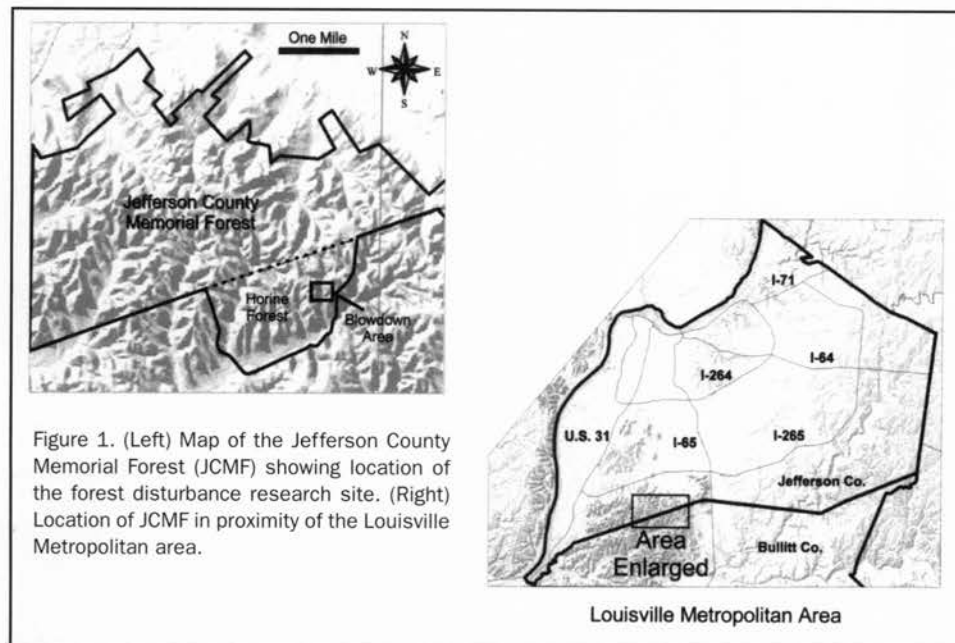 One Mile
N
W
E
S
Jefferson County
Memorial Forest
Horine
Forest
Blowdown
Area
Figure 1. (Left) Map of the Jefferson County
Memorial Forest (JCMF) showing location of
the forest disturbance research site. (Right)
Location of JCMF in proximity of the Louisville
Metropolitan area.
I-71
I-64
I-264
U.S. 31
I-65
I-265
Jefferson Co.
Area
Enlarged
Bullitt Co.
Louisville Metropolitan Area